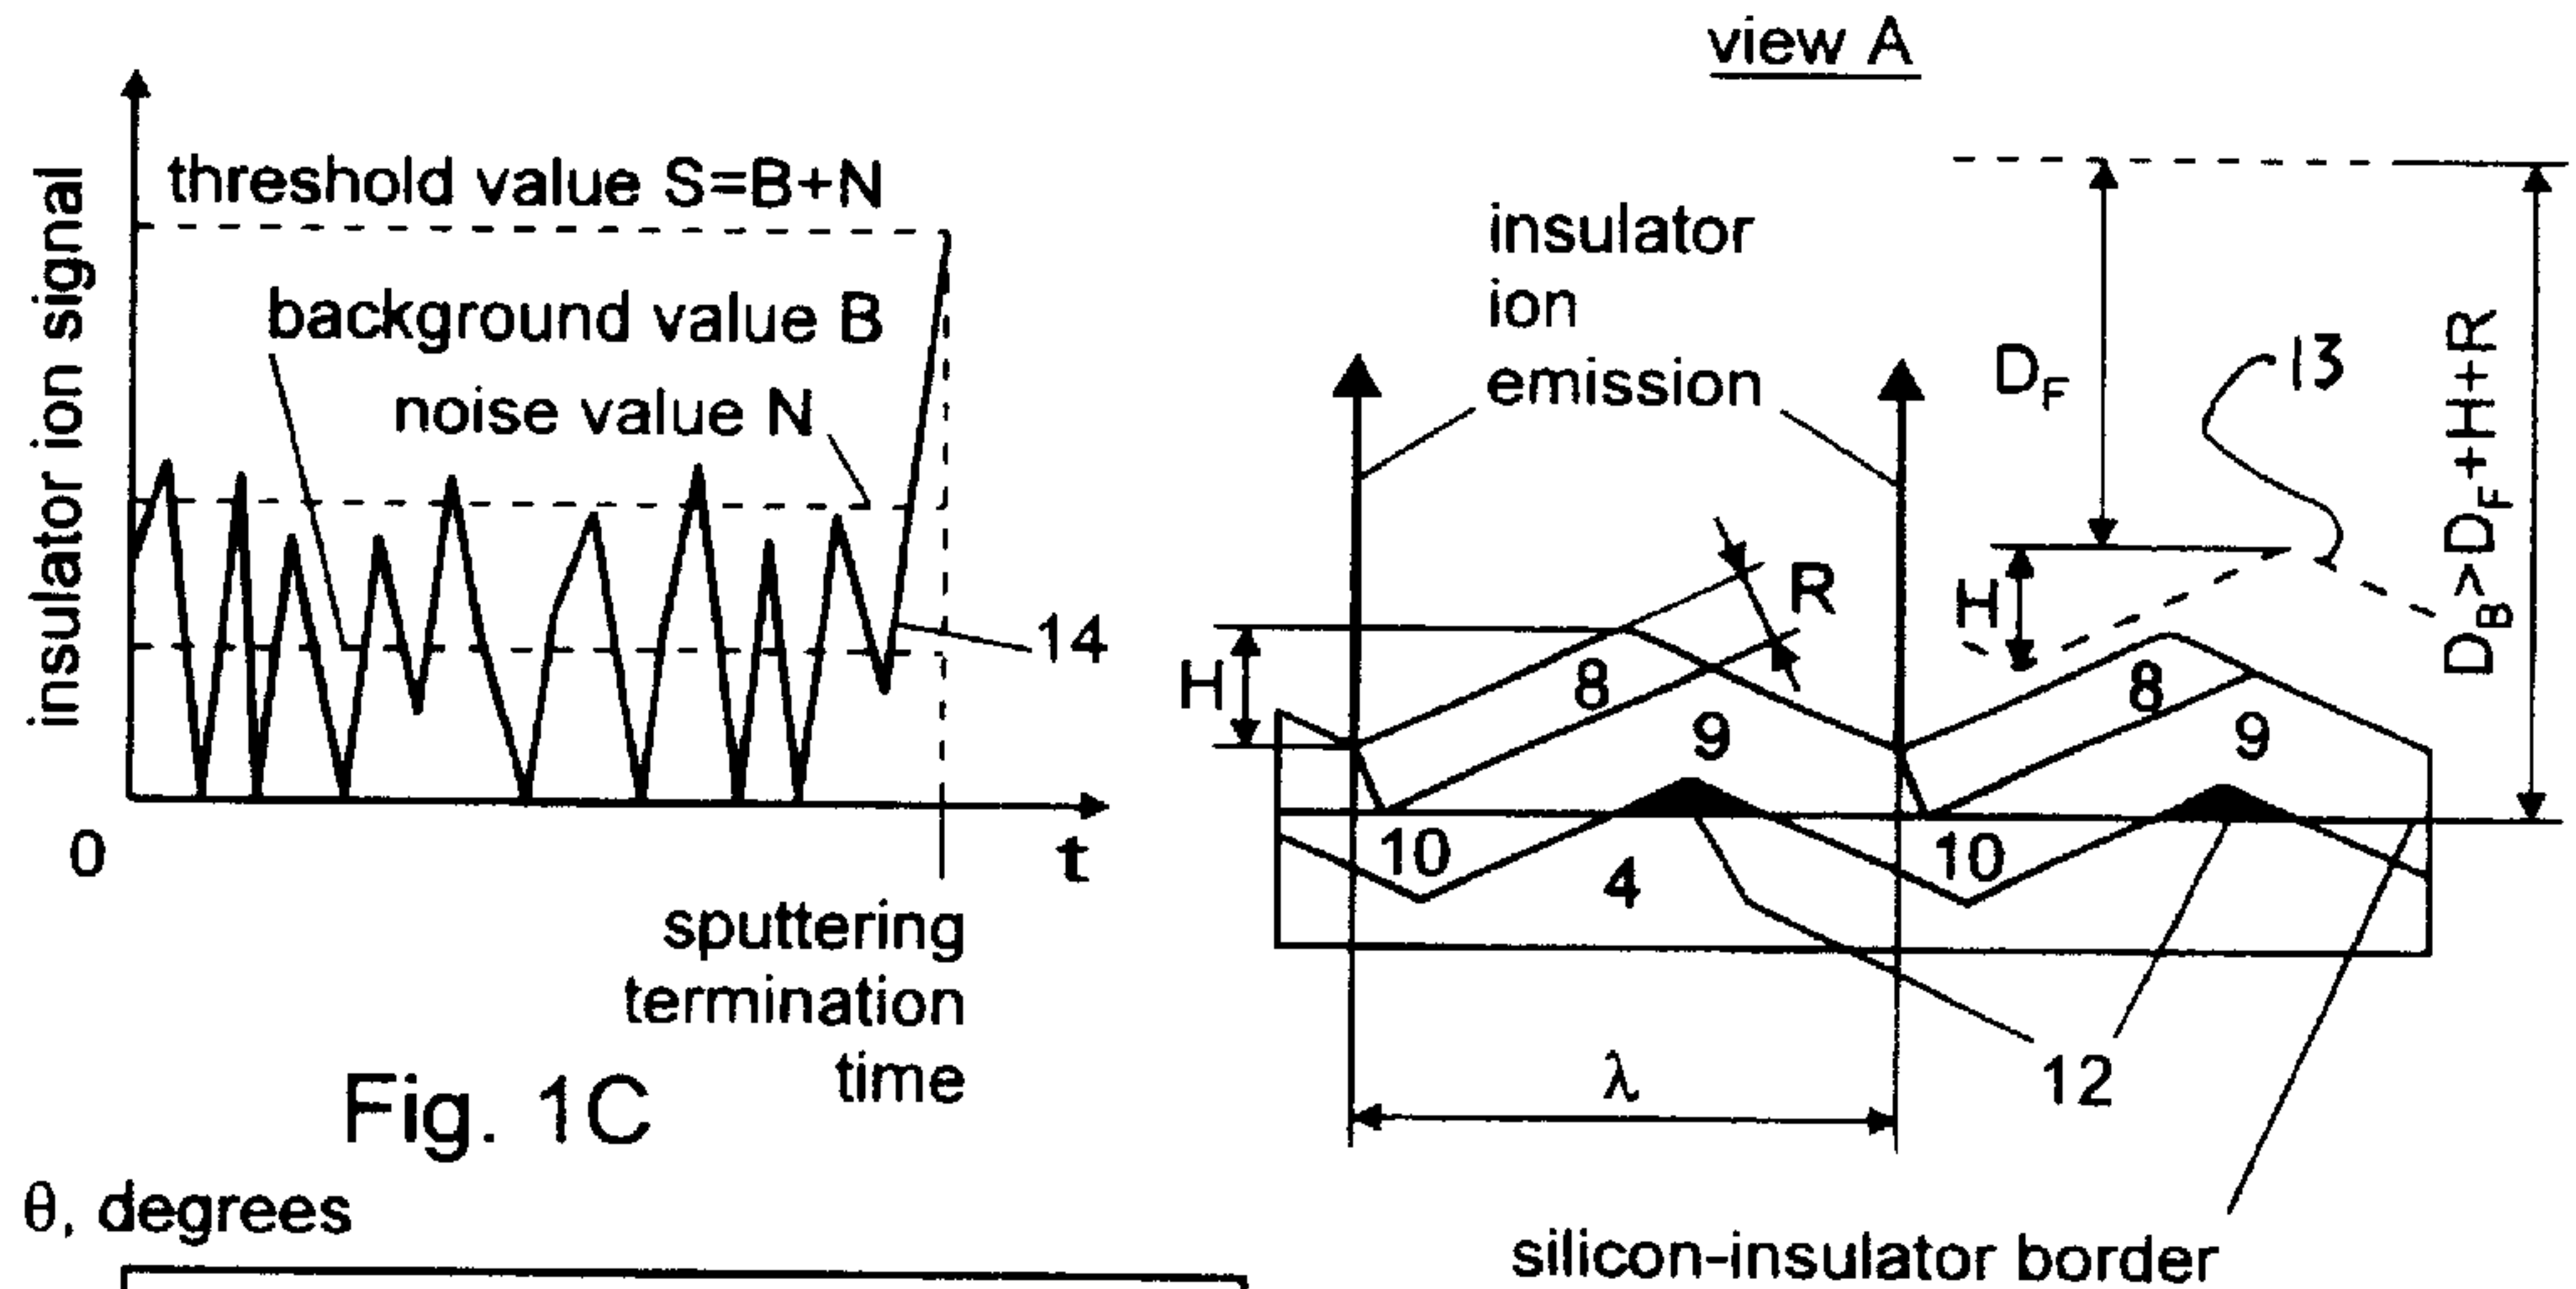 view A
threshold value S=B+N
background value B
noise value N
insulator ion signal
14
0
t
sputtering
termination
time
Fig. 1C
insulator
ion
emission
D_F
13
D_B>D_F+H+R
H
R
H
8
8
9
9
10
10
4
12
λ
silicon-insulator border
θ, degrees